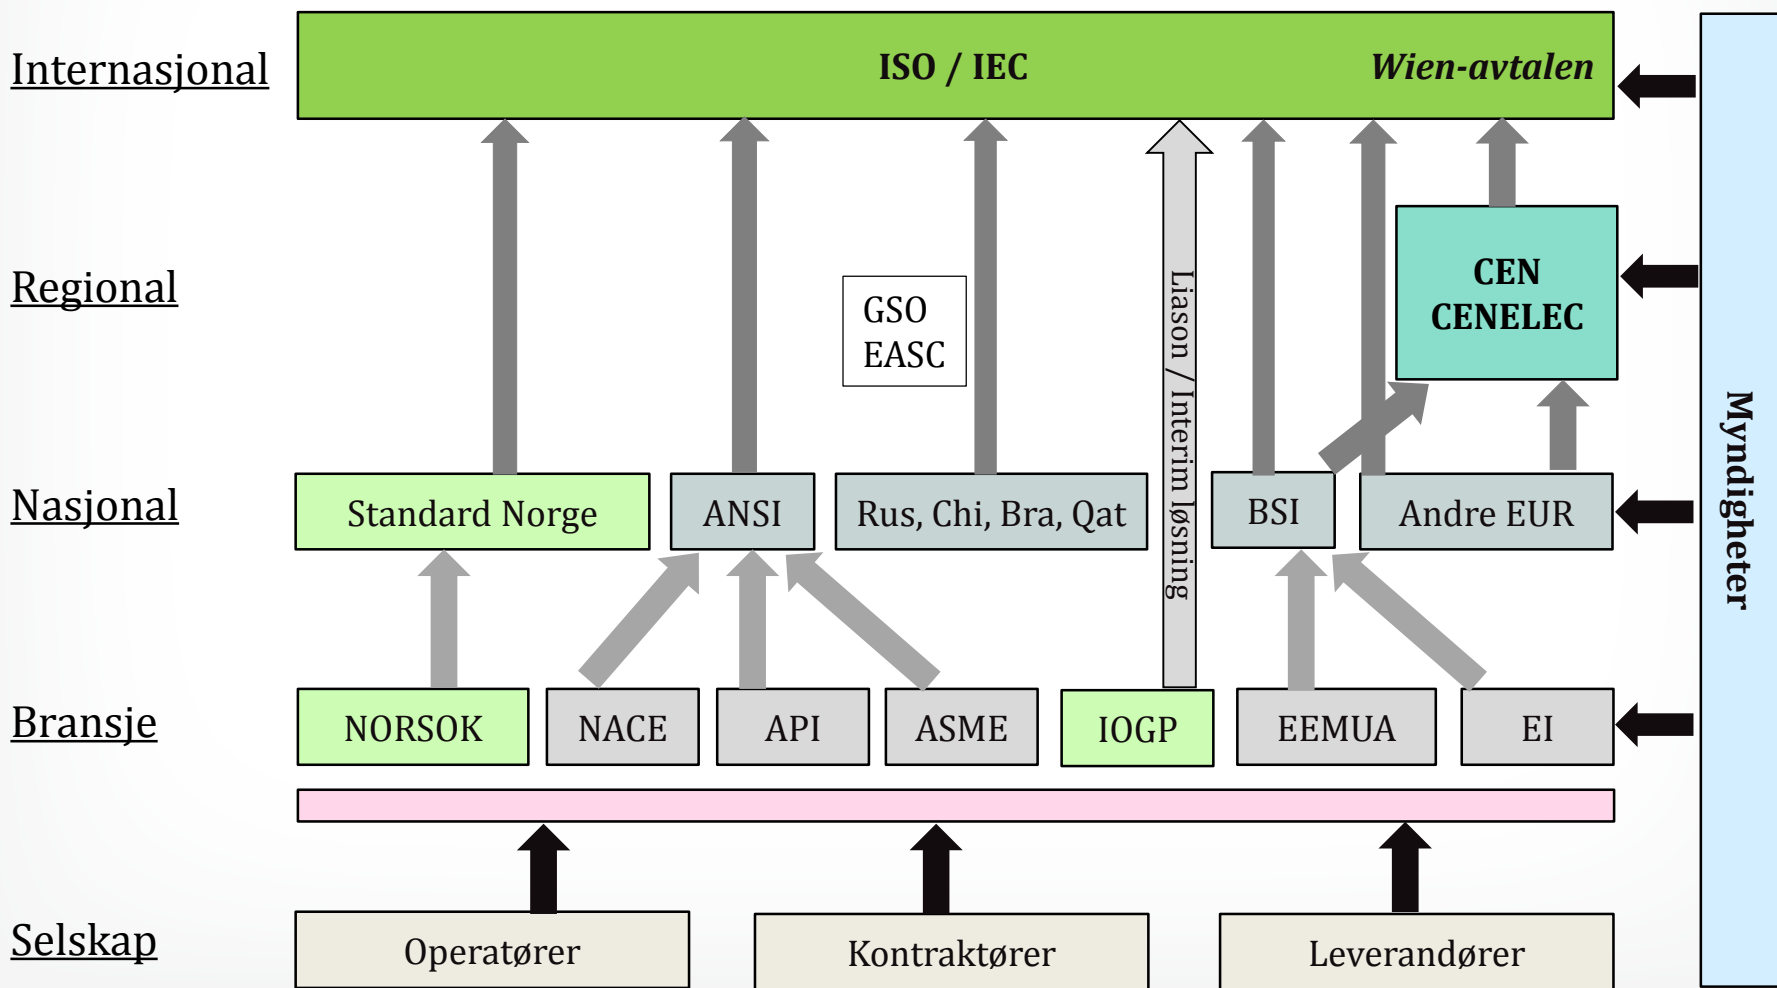 Internasjonal
ISO / IEC
Wien-avtalen
Regional
GSO
EASC
CEN
CENELEC
Liason / Interim løsning
Myndigheter
Nasjonal
Standard Norge
ANSI
Rus, Chi, Bra, Qat
BSI
Andre EUR
Bransje
NORSOK
NACE
API
ASME
IOGP
EEMUA
EI
Selskap
Operatører
Kontraktører
Leverandører